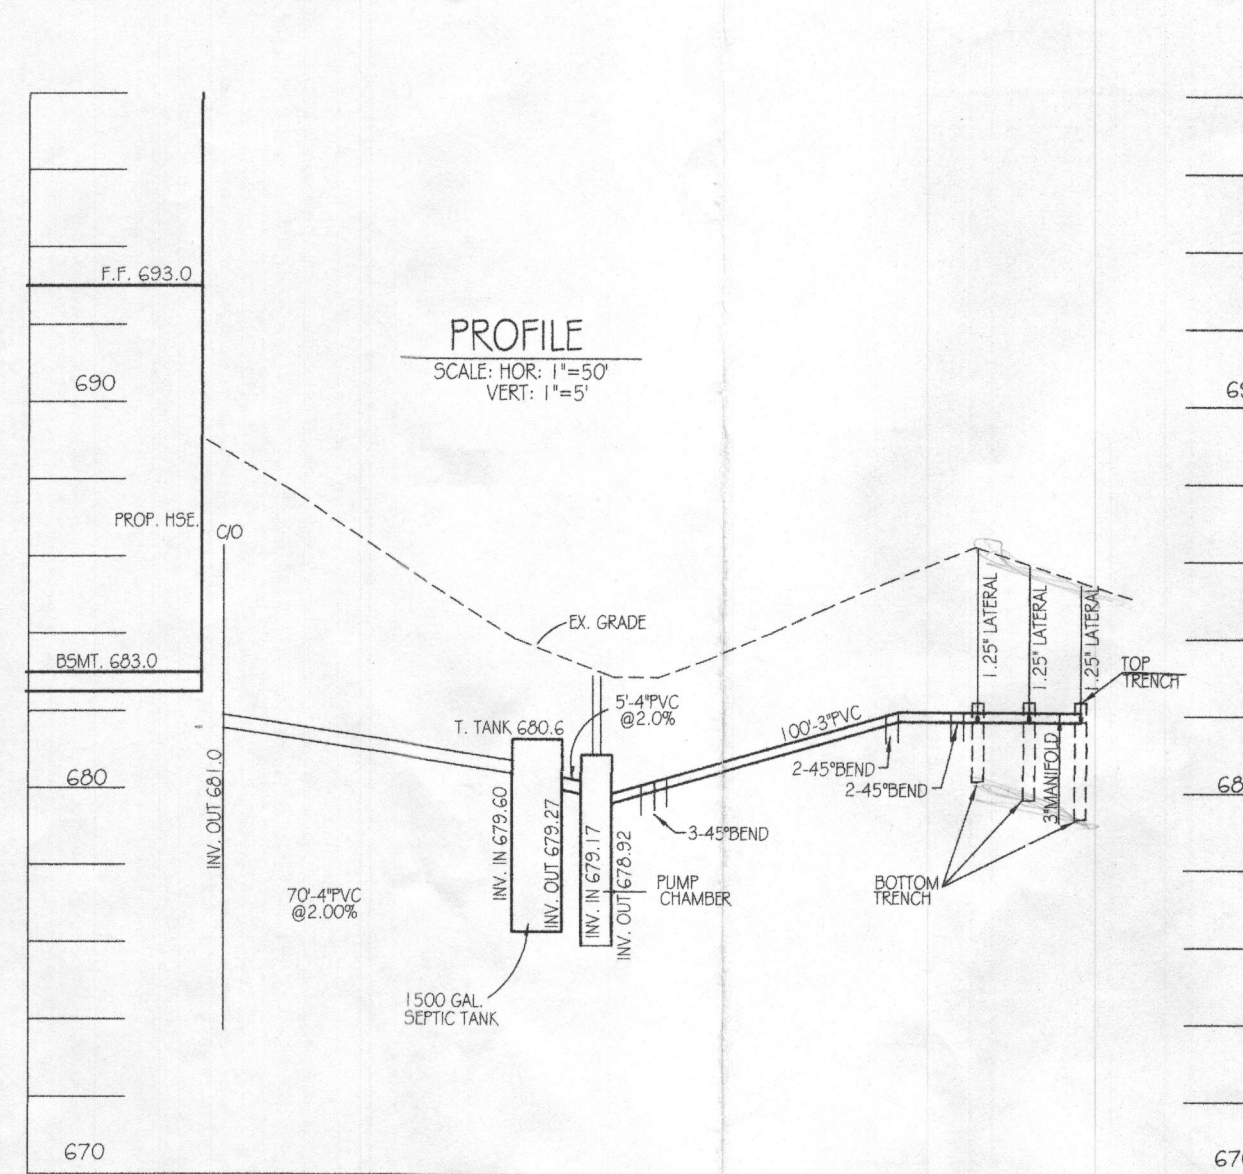 F.F. 693.0
PROFILE
SCALE: HOR: 1"=50'
VERT: 1"=5'
690
PROP. HSE.
C/O
EX. GRADE
BSMT. 683.0
1.25" LATERAL
1.25" LATERAL
1.25" LATERAL
TOP
TRENCH
5'-4"PVC
@2.0%
T. TANK 680.6
100'-3"PVC
680
INV. OUT 681.0
2-45°BEND
2-45°BEND
3"MANIFOLD
3-45°BEND
INV. IN 679.60
INV. OUT 679.27
INV. IN 679.17
INV. OUT 678.92
70'-4"PVC
@2.00%
PUMP
CHAMBER
BOTTOM
TRENCH
1500 GAL.
SEPTIC TANK
670